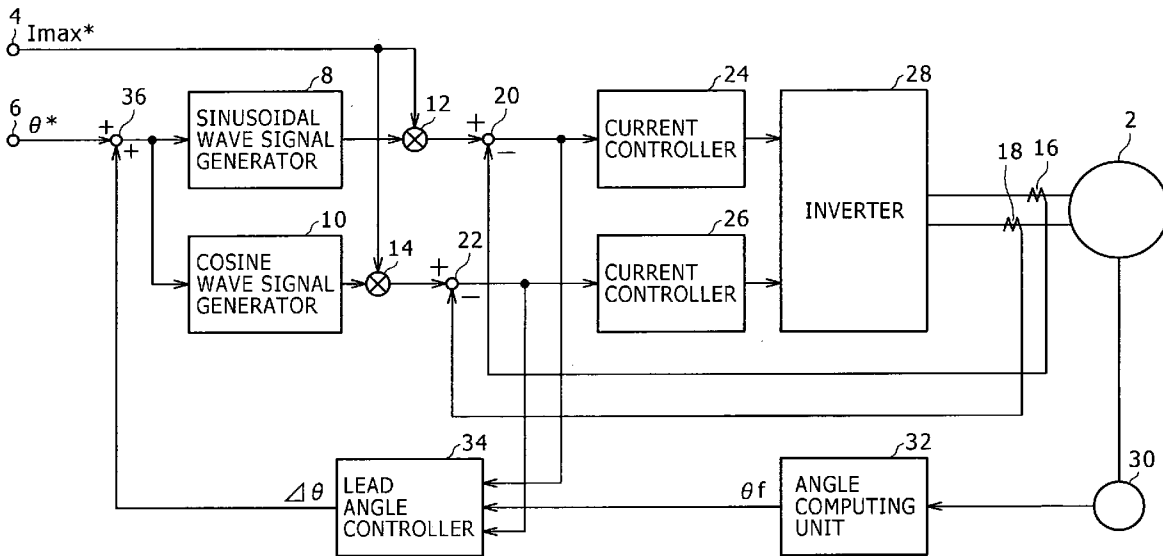 4
Imax*
6
θ*
36
+
+
8
SINUSOIDAL
WAVE SIGNAL
GENERATOR
12
+
20
−
24
CURRENT
CONTROLLER
28
INVERTER
18
16
2
10
COSINE
WAVE SIGNAL
GENERATOR
14
+
22
−
26
CURRENT
CONTROLLER
34
LEAD
ANGLE
CONTROLLER
Δθ
θf
32
ANGLE
COMPUTING
UNIT
30